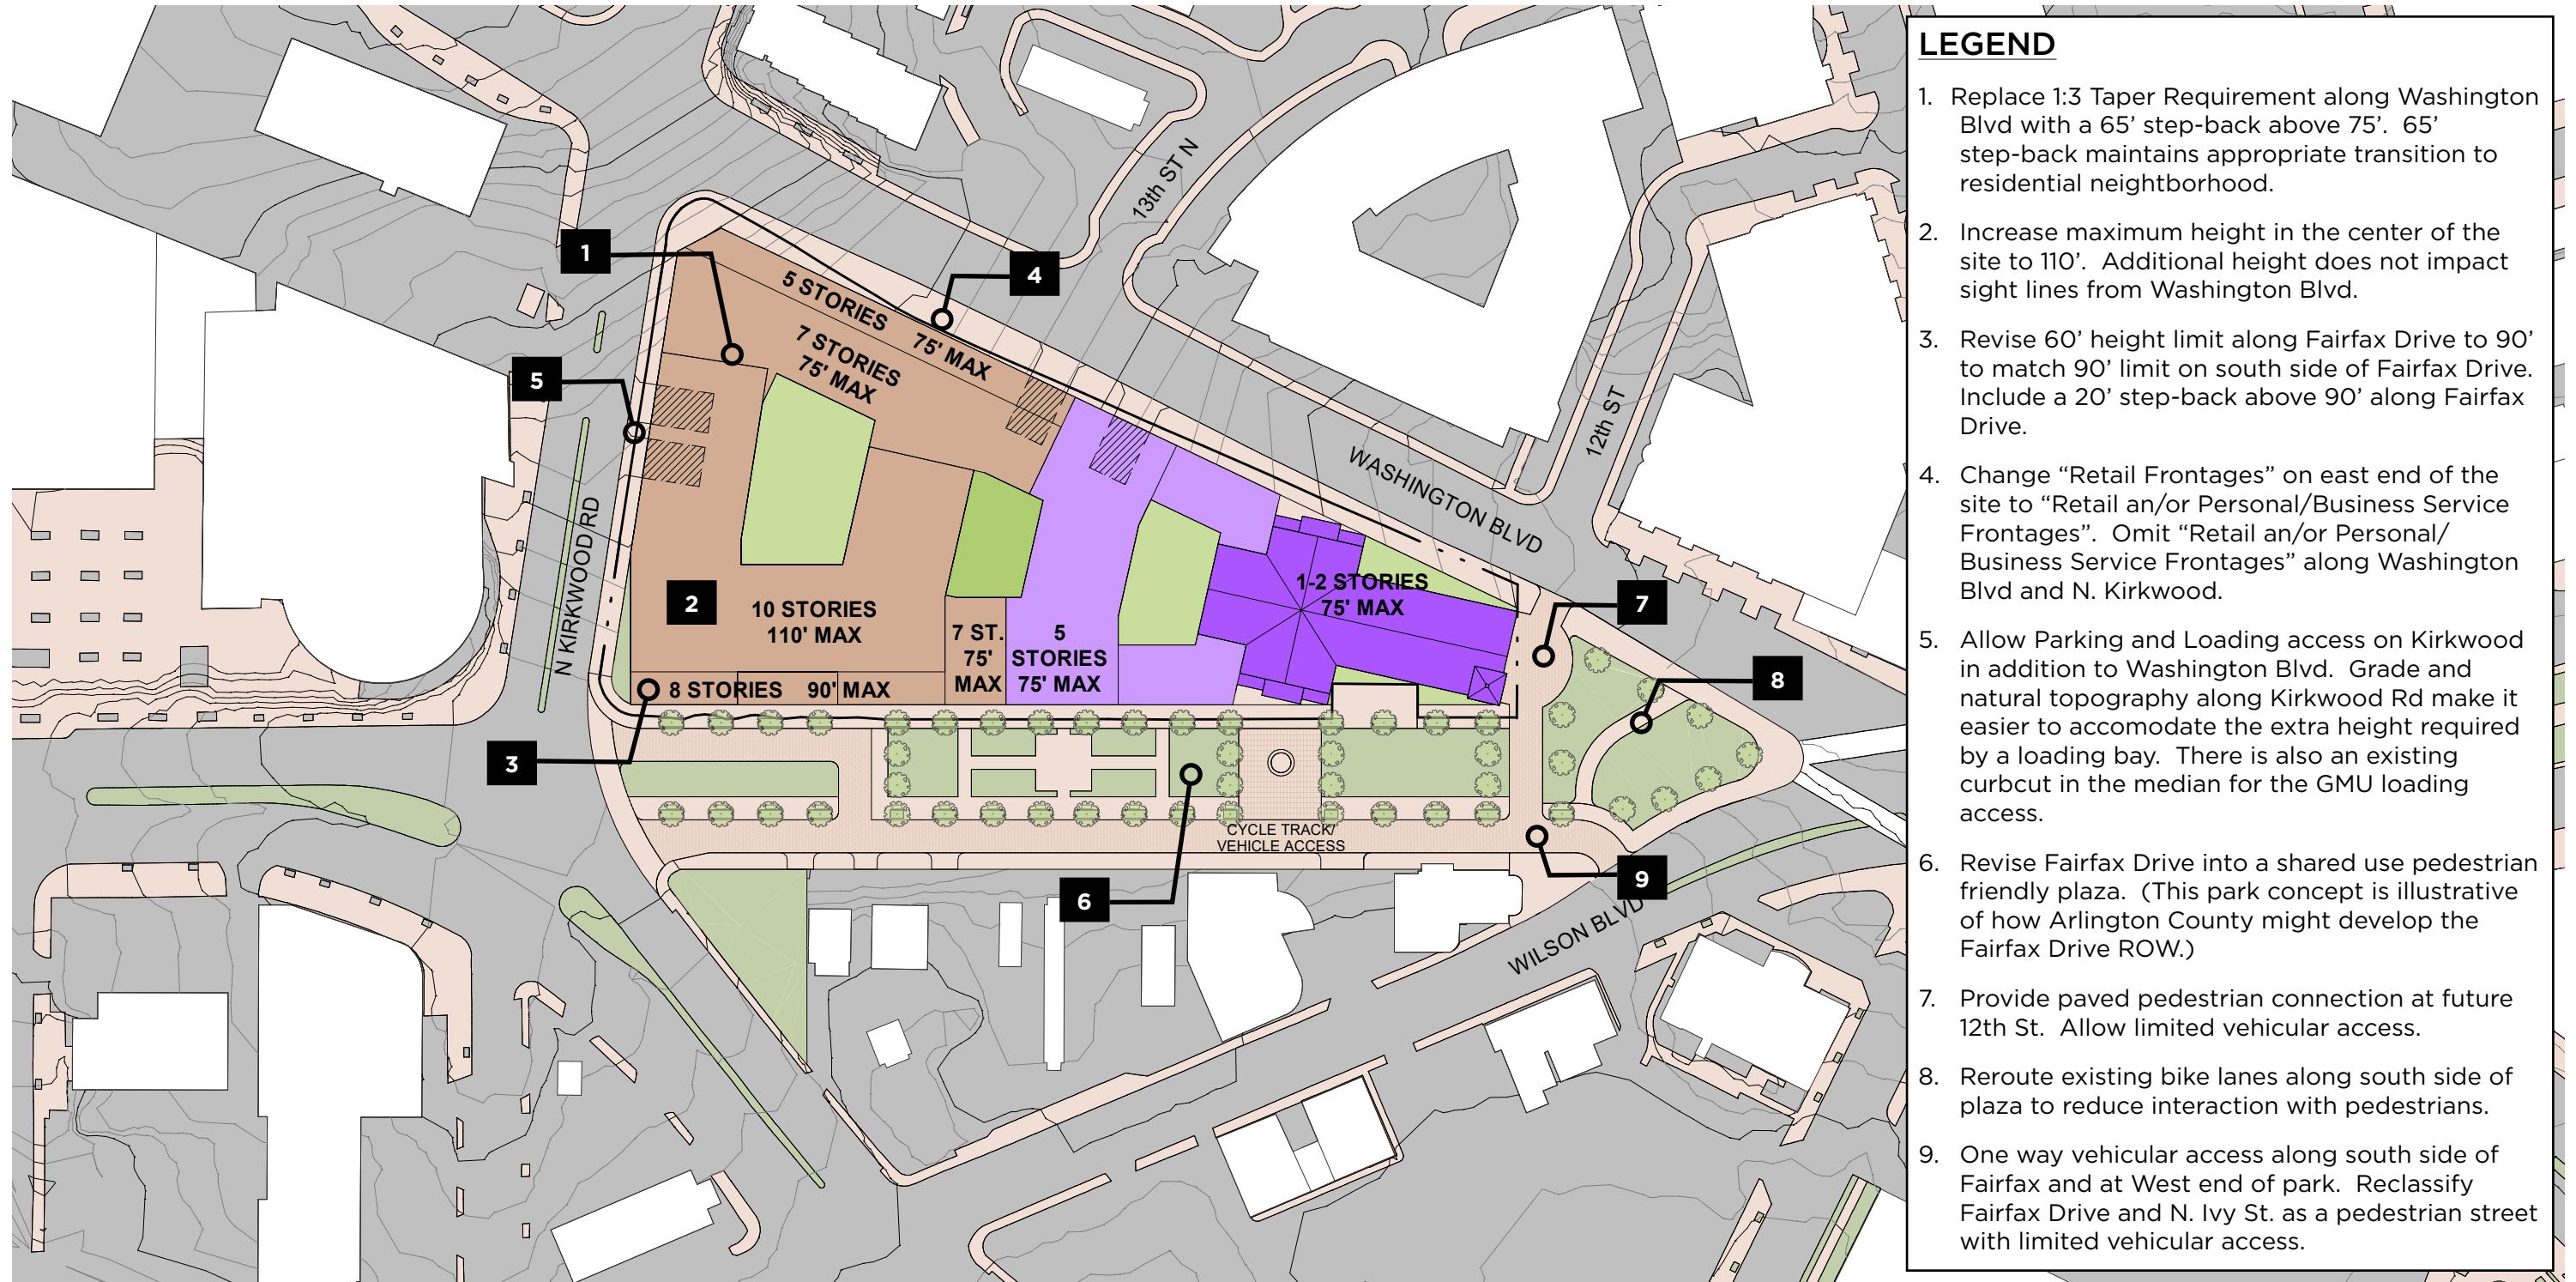 13th ST N
1
4
5 STORIES
75' MAX
7 STORIES
75' MAX
5
12th ST
WASHINGTON BLVD
N KIRKWOOD RD
2
10 STORIES
110' MAX
7 ST.
75'
MAX
5
STORIES
75' MAX
1-2 STORIES
75' MAX
7
8
8 STORIES
90' MAX
3
CYCLE TRACK/
VEHICLE ACCESS
6
9
WILSON BLVD
LEGEND
1. Replace 1:3 Taper Requirement along Washington
Blvd with a 65’ step-back above 75’. 65’
step-back maintains appropriate transition to
residential neightborhood.
2. Increase maximum height in the center of the
site to 110’. Additional height does not impact
sight lines from Washington Blvd.
3. Revise 60’ height limit along Fairfax Drive to 90’
to match 90’ limit on south side of Fairfax Drive.
Include a 20’ step-back above 90’ along Fairfax
Drive.
4. Change “Retail Frontages” on east end of the
site to “Retail an/or Personal/Business Service
Frontages”. Omit “Retail an/or Personal/
Business Service Frontages” along Washington
Blvd and N. Kirkwood.
5. Allow Parking and Loading access on Kirkwood
in addition to Washington Blvd. Grade and
natural topography along Kirkwood Rd make it
easier to accomodate the extra height required
by a loading bay. There is also an existing
curbcut in the median for the GMU loading
access.
6. Revise Fairfax Drive into a shared use pedestrian
friendly plaza. (This park concept is illustrative
of how Arlington County might develop the
Fairfax Drive ROW.)
7. Provide paved pedestrian connection at future
12th St. Allow limited vehicular access.
8. Reroute existing bike lanes along south side of
plaza to reduce interaction with pedestrians.
9. One way vehicular access along south side of
Fairfax and at West end of park. Reclassify
Fairfax Drive and N. Ivy St. as a pedestrian street
with limited vehicular access.